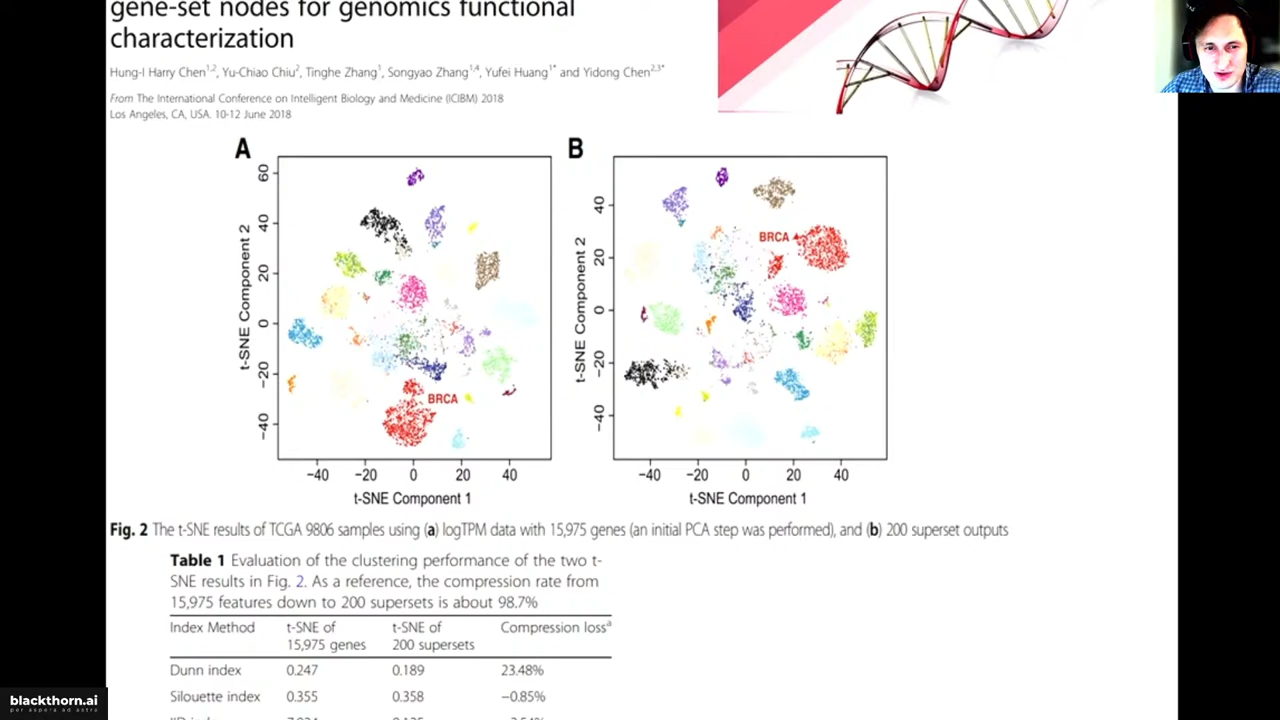 gene-set nodes for genomics functional
characterization
Hung-I Harry Chen1,2, Yu-Chiao Chiu2, Tinghe Zhang1, Songyao Zhang1,4, Yufei Huang1* and Yidong Chen2,3*
From The International Conference on Intelligent Biology and Medicine (ICIBM) 2018
Los Angeles, CA, USA. 10-12 June 2018
A
B
60
40
20
0
−20
−40
t-SNE Component 2
BRCA
−40 −20 0 20 40
t-SNE Component 1
40
20
0
−20
−40
t-SNE Component 2
BRCA
−40 −20 0 20 40
t-SNE Component 1
Fig. 2 The t-SNE results of TCGA 9806 samples using (a) logTPM data with 15,975 genes (an initial PCA step was performed), and (b) 200 superset outputs
Table 1 Evaluation of the clustering performance of the two t-
SNE results in Fig. 2. As a reference, the compression rate from
15,975 features down to 200 supersets is about 98.7%
Index Method t-SNE of t-SNE of Compression lossa
15,975 genes 200 supersets
Dunn index 0.247 0.189 23.48%
Silouette index 0.355 0.358 −0.85%
blackthorn.ai
per aspera ad astra